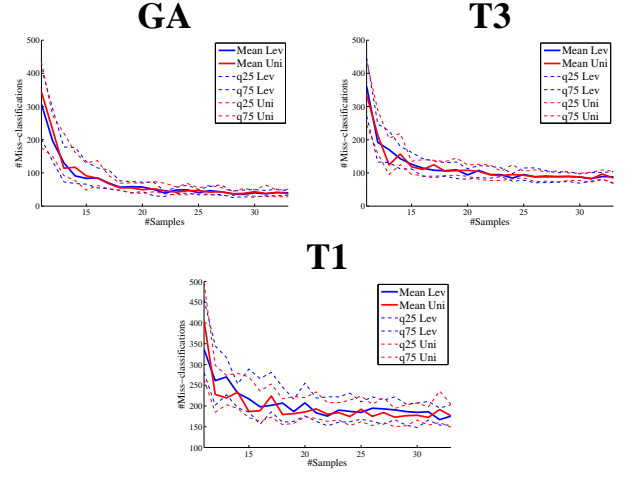 GA
500
400
300
200
100
0
15 20 25 30
#Samples
#Miss-classifications
Mean Lev
Mean Uni
q25 Lev
q75 Lev
q25 Uni
q75 Uni
T3
500
400
300
200
100
0
15 20 25 30
#Samples
#Miss-classifications
Mean Lev
Mean Uni
q25 Lev
q75 Lev
q25 Uni
q75 Uni
T1
500
450
400
350
300
250
200
150
100
15 20 25 30
#Samples
#Miss-classifications
Mean Lev
Mean Uni
q25 Lev
q75 Lev
q25 Uni
q75 Uni